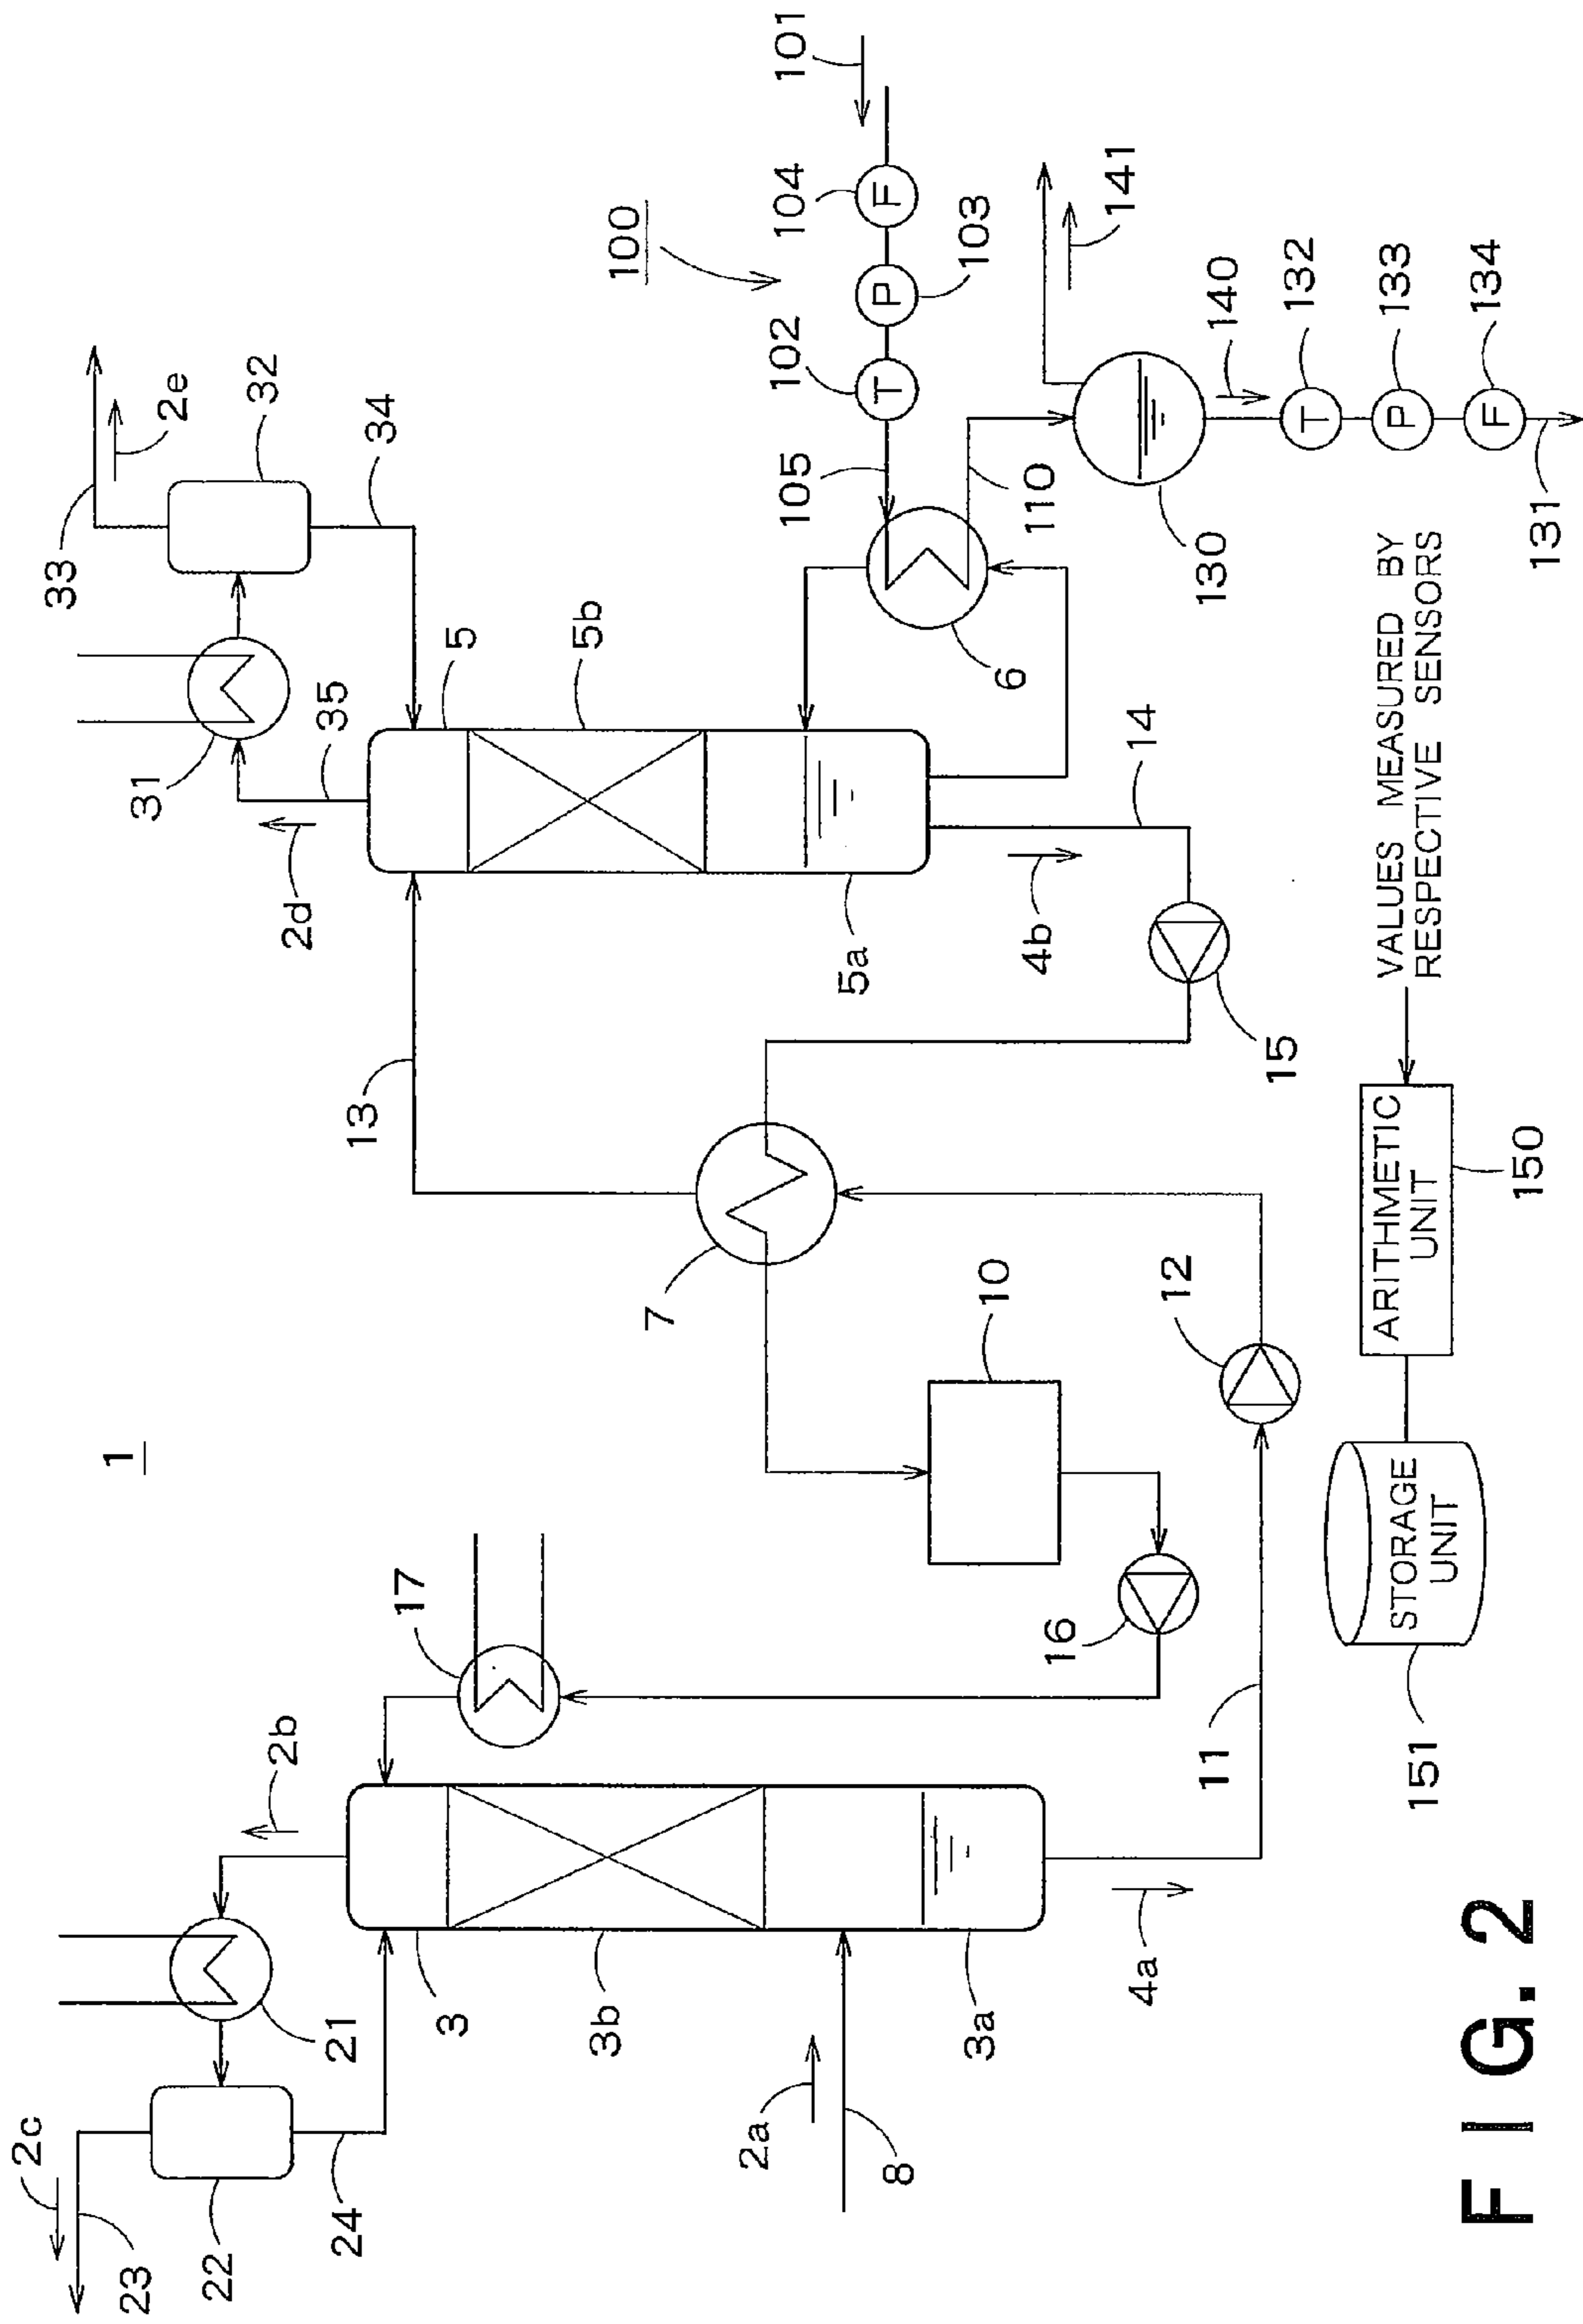 1
100
2c
23
22
24
21
2b
3
3b
3a
2a
8
4a
17
16
10
11
12
7
13
14
15
4b
2d
35
31
33
2e
32
34
5
5b
5a
6
105
110
102
T
103
P
104
F
101
141
130
140
T
132
P
133
F
134
131
VALUES MEASURED BY
RESPECTIVE SENSORS
ARITHMETIC
UNIT
150
STORAGE
UNIT
151
FIG. 2